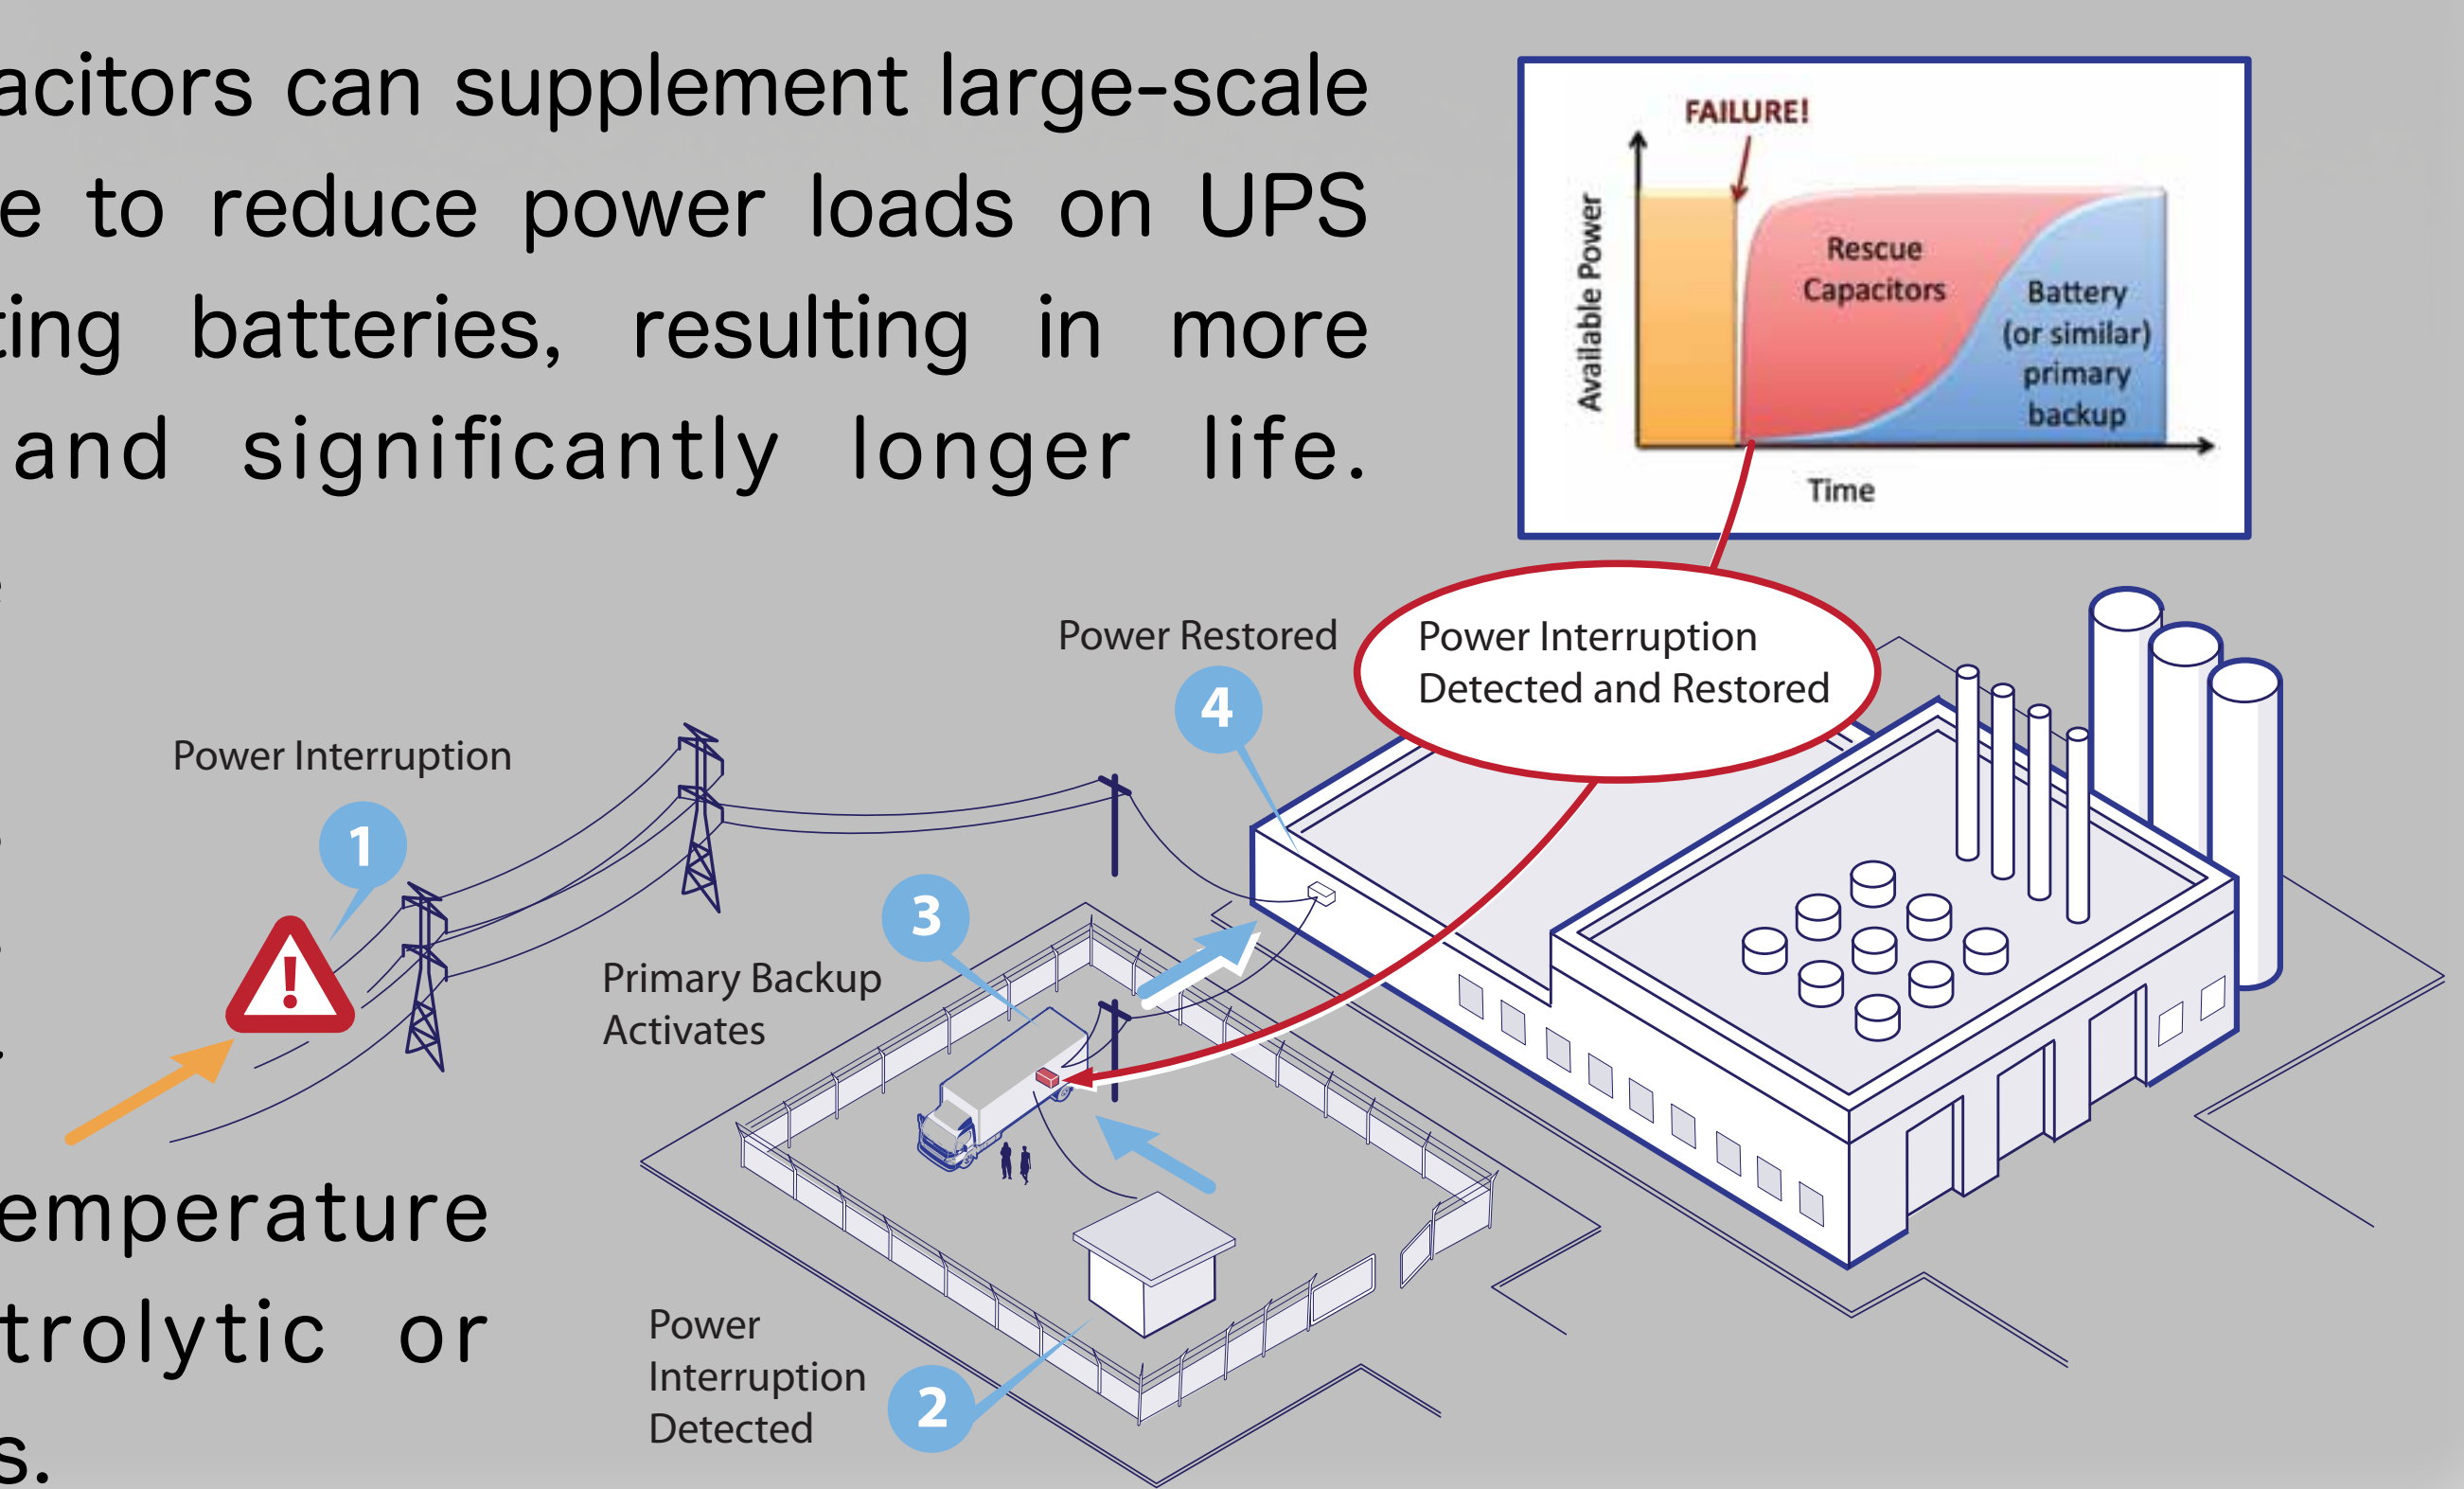 acitors can supplement large-scale
e to reduce power loads on UPS
ting batteries, resulting in more
and significantly longer life.
FAILURE!
Available Power
Rescue
Capacitors
Battery
(or similar)
primary
backup
Time
Power Restored
4
Power Interruption
Detected and Restored
Power Interruption
1
!
3
Primary Backup
Activates
emperature
trolytic or
s.
Power
Interruption
Detected
2